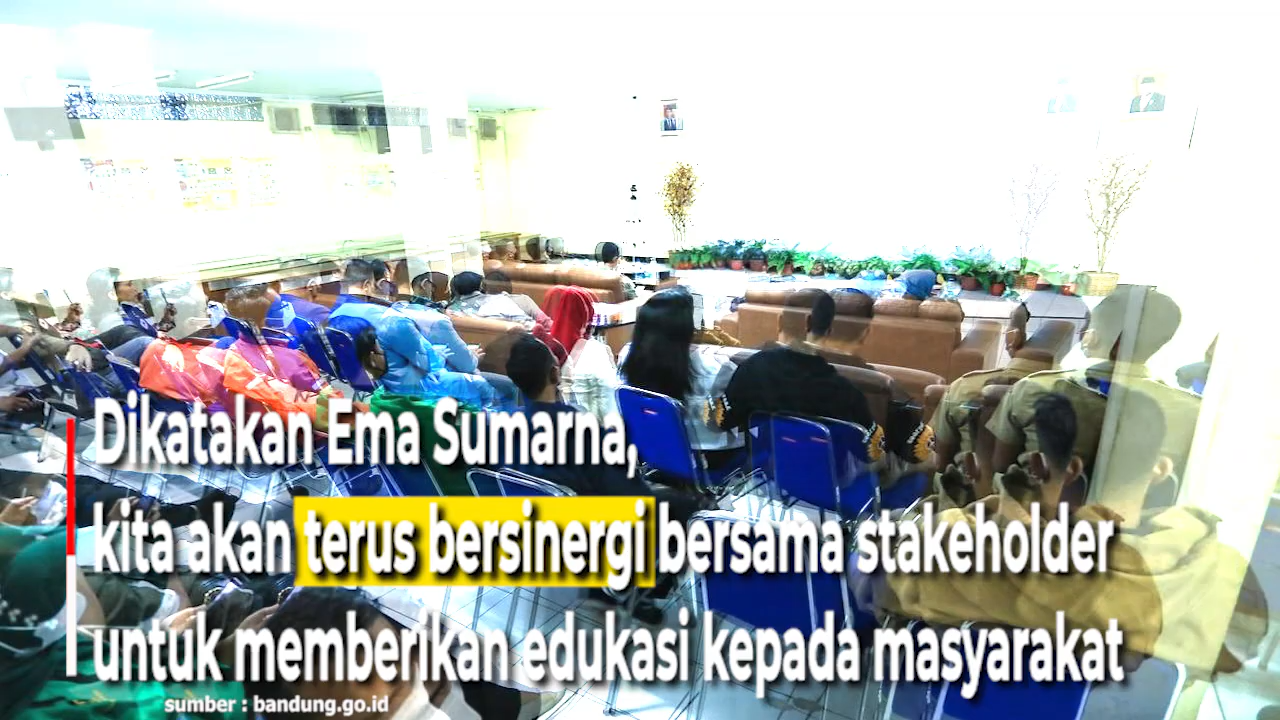 Dikatakan Ema Sumarna,
kita akan terus bersinergi bersama stakeholder
untuk memberikan edukasi kepada masyarakat
sumber : bandung.go.id